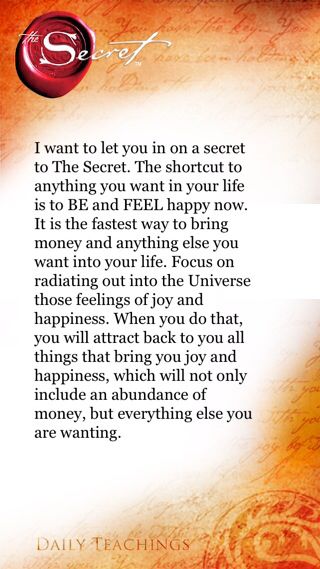 the Secret™
I want to let you in on a secret
to The Secret. The shortcut to
anything you want in your life
is to BE and FEEL happy now.
It is the fastest way to bring
money and anything else you
want into your life. Focus on
radiating out into the Universe
those feelings of joy and
happiness. When you do that,
you will attract back to you all
things that bring you joy and
happiness, which will not only
include an abundance of
money, but everything else you
are wanting.
Daily Teachings